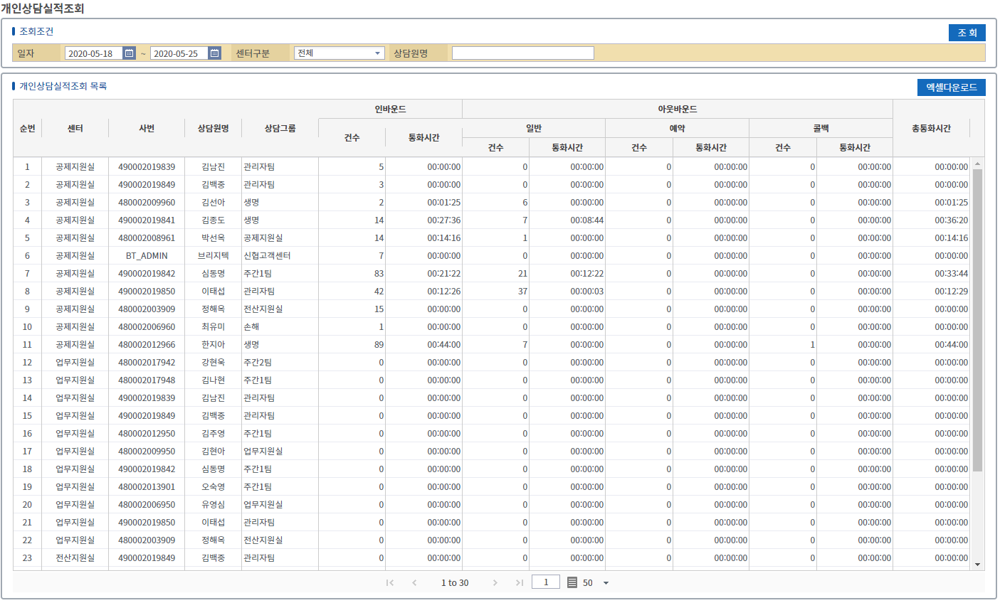 개인상담실적조회
조회조건
조 회
일자 2020-05-18 ~ 2020-05-25 센터구분 전체 상담원명
개인상담실적조회 목록
엑셀다운로드
인바운드 아웃바운드
순번 센터 사번 상담원명 상담그룹 건수 통화시간 일반 예약 콜백 총통화시간
건수 통화시간 건수 통화시간 건수 통화시간
1 공제지원실 490002019839 김남진 관리자팀 5 00:00:00 0 00:00:00 0 00:00:00 0 00:00:00 00:00:00
2 공제지원실 490002019849 김백중 관리자팀 3 00:00:00 0 00:00:00 0 00:00:00 0 00:00:00 00:00:00
3 공제지원실 480002009960 김선아 생명 2 00:01:25 6 00:00:00 0 00:00:00 0 00:00:00 00:01:25
4 공제지원실 490002019841 김종도 생명 14 00:27:36 7 00:08:44 0 00:00:00 0 00:00:00 00:36:20
5 공제지원실 480002008961 박선옥 공제지원실 14 00:14:16 1 00:00:00 0 00:00:00 0 00:00:00 00:14:16
6 공제지원실 BT_ADMIN 브리지텍 신협고객센터 7 00:00:00 0 00:00:00 0 00:00:00 0 00:00:00 00:00:00
7 공제지원실 490002019842 심동명 주간1팀 83 00:21:22 21 00:12:22 0 00:00:00 0 00:00:00 00:33:44
8 공제지원실 490002019850 이태섭 관리자팀 42 00:12:26 37 00:00:03 0 00:00:00 0 00:00:00 00:12:29
9 공제지원실 480002003909 정해옥 전산지원실 15 00:00:00 0 00:00:00 0 00:00:00 0 00:00:00 00:00:00
10 공제지원실 480002006960 최유미 손해 1 00:00:00 0 00:00:00 0 00:00:00 0 00:00:00 00:00:00
11 공제지원실 480002012966 한지아 생명 89 00:44:00 7 00:00:00 0 00:00:00 1 00:00:00 00:44:00
12 업무지원실 480002017942 강현욱 주간2팀 0 00:00:00 0 00:00:00 0 00:00:00 0 00:00:00 00:00:00
13 업무지원실 480002017948 김나현 주간1팀 0 00:00:00 0 00:00:00 0 00:00:00 0 00:00:00 00:00:00
14 업무지원실 490002019839 김남진 관리자팀 0 00:00:00 0 00:00:00 0 00:00:00 0 00:00:00 00:00:00
15 업무지원실 490002019849 김백중 관리자팀 0 00:00:00 0 00:00:00 0 00:00:00 0 00:00:00 00:00:00
16 업무지원실 480002012950 김주영 주간1팀 0 00:00:00 0 00:00:00 0 00:00:00 0 00:00:00 00:00:00
17 업무지원실 480002009950 김현아 업무지원실 0 00:00:00 0 00:00:00 0 00:00:00 0 00:00:00 00:00:00
18 업무지원실 490002019842 심동명 주간1팀 0 00:00:00 0 00:00:00 0 00:00:00 0 00:00:00 00:00:00
19 업무지원실 480002013901 오숙영 주간1팀 0 00:00:00 0 00:00:00 0 00:00:00 0 00:00:00 00:00:00
20 업무지원실 480002006950 유영심 업무지원실 0 00:00:00 0 00:00:00 0 00:00:00 0 00:00:00 00:00:00
21 업무지원실 490002019850 이태섭 관리자팀 0 00:00:00 0 00:00:00 0 00:00:00 0 00:00:00 00:00:00
22 업무지원실 480002003909 정해옥 전산지원실 0 00:00:00 0 00:00:00 0 00:00:00 0 00:00:00 00:00:00
23 전산지원실 490002019849 김백중 관리자팀 0 00:00:00 0 00:00:00 0 00:00:00 0 00:00:00 00:00:00
1 to 30 1 50